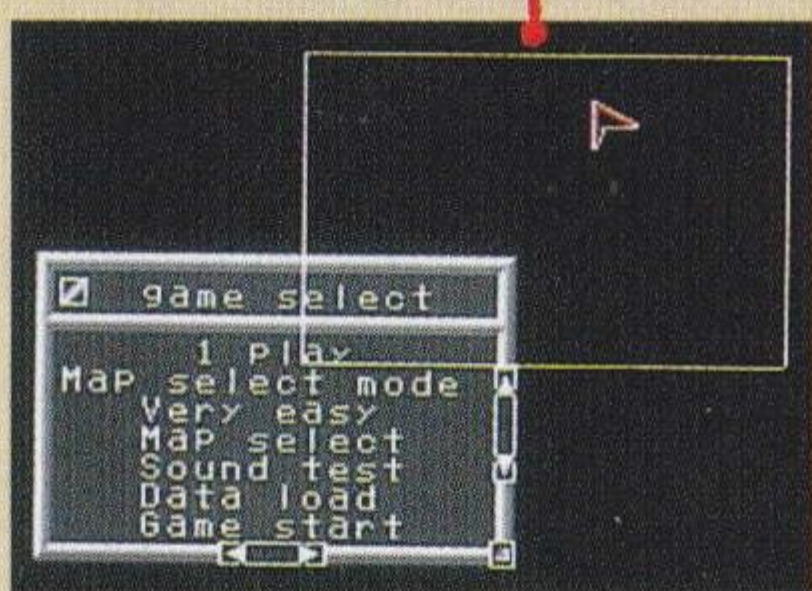 game select
1 play
Map select mode
Very easy
Map select
Sound test
Data load
Game start